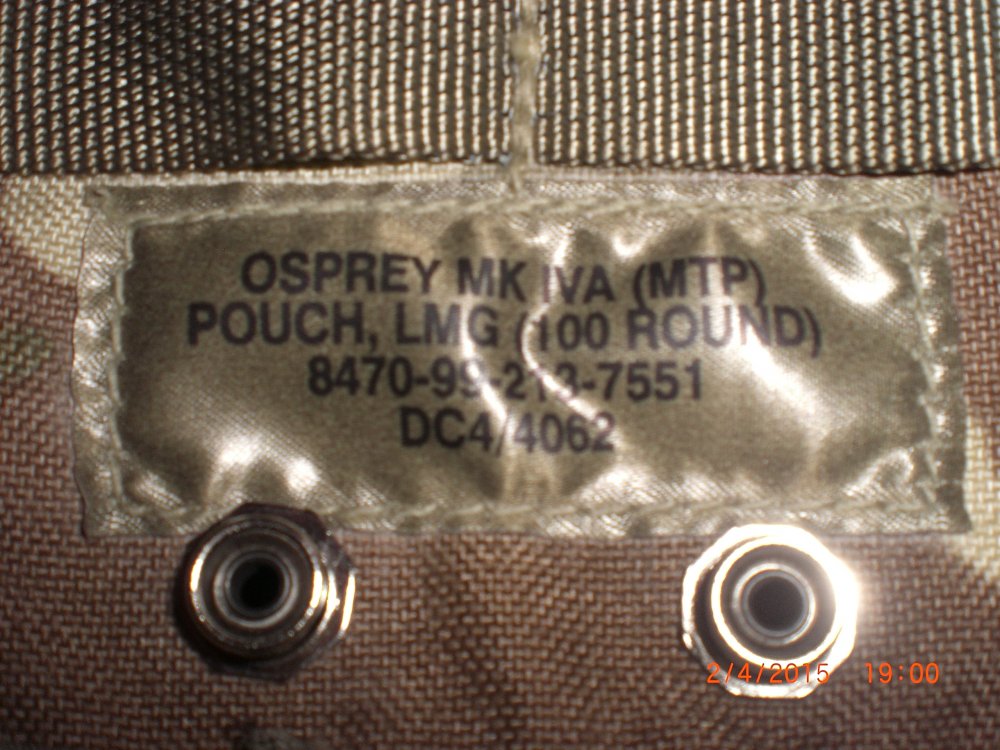 OSPREY MK IVA (MTP)
POUCH, LMG (100 ROUND)
8470-99-213-7551
DC4/4062
2/4/2015 19:00